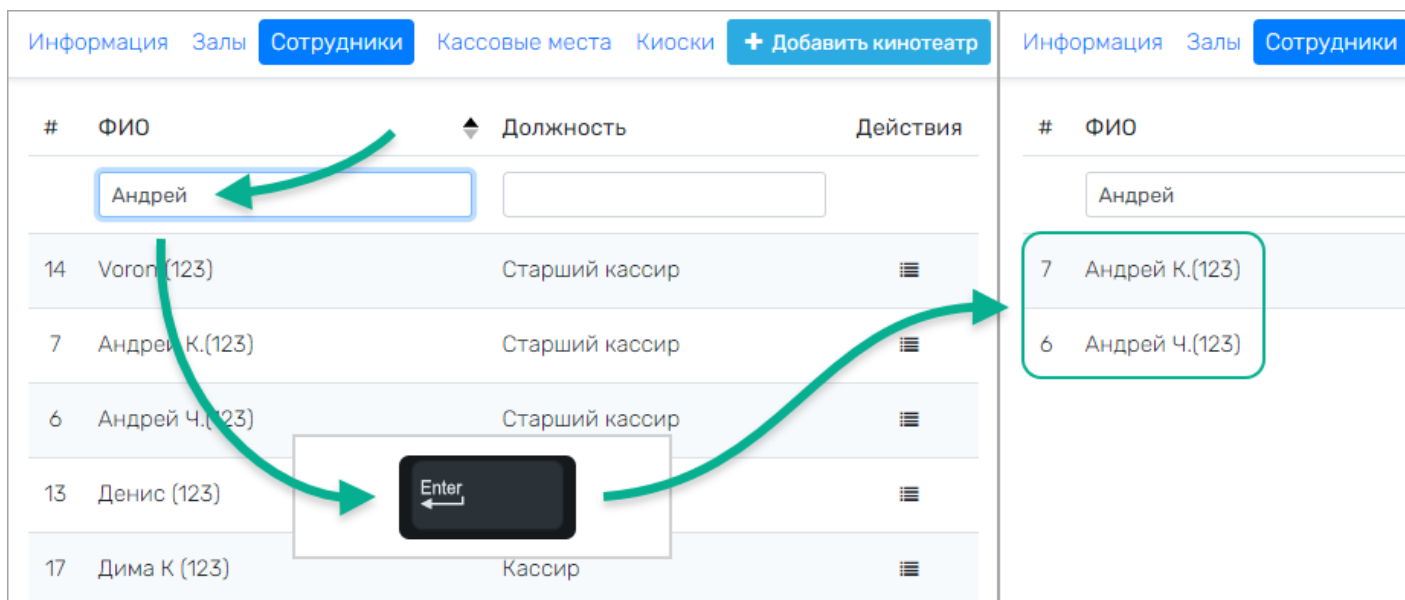 Информация Залы Сотрудники Кассовые места Киоски + Добавить кинотеатр
# ФИО Должность Действия
Андрей
14 Voron (123) Старший кассир
7 Андрей К.(123) Старший кассир
6 Андрей Ч.(123) Старший кассир
13 Денис (123)
17 Дима К (123) Кассир
Enter
Информация Залы Сотрудники
# ФИО
Андрей
7 Андрей К.(123)
6 Андрей Ч.(123)